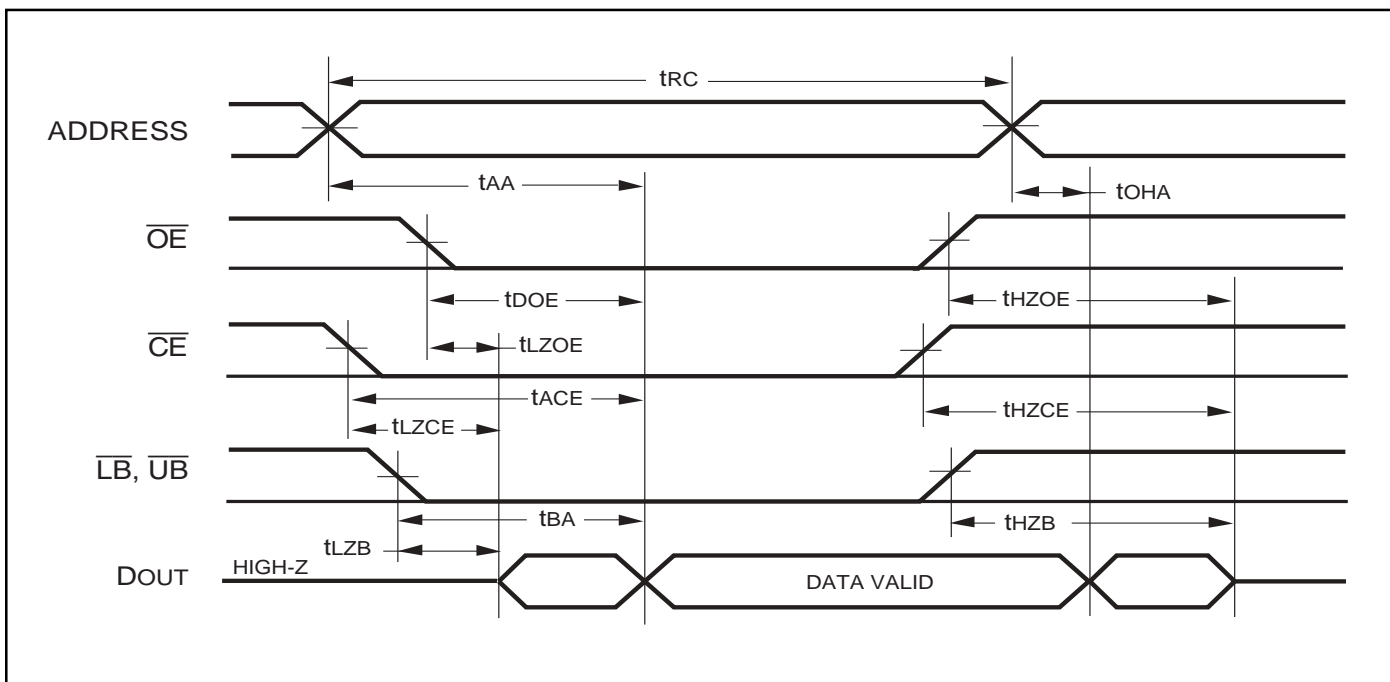 tRC
ADDRESS
tAA
tOHA
OE
tDOE
tHZOE
tLZOE
CE
tACE
tHZCE
tLZCE
LB, UB
tBA
tHZB
tLZB
DOUT
HIGH-Z
DATA VALID